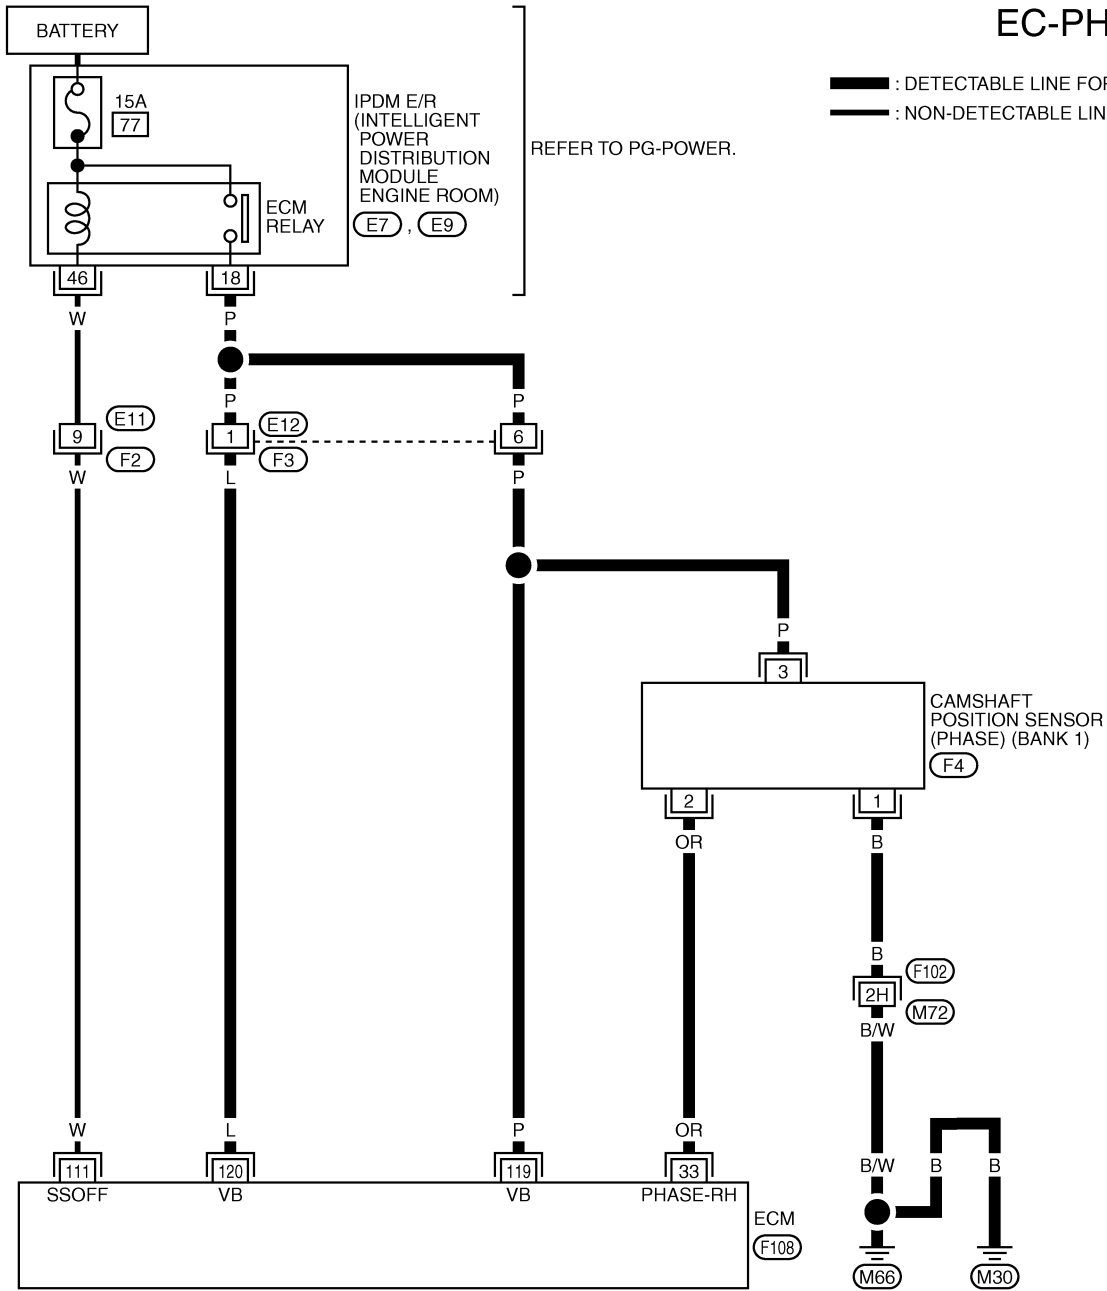 EC-PH
BATTERY
: DETECTABLE LINE FOR
: NON-DETECTABLE LIN
15A
77
IPDM E/R
(INTELLIGENT
POWER
DISTRIBUTION
MODULE
ENGINE ROOM)
E7 , E9
REFER TO PG-POWER.
ECM
RELAY
46
18
W
P
P
P
9
E11
F2
1
E12
F3
6
W
L
P
P
3
CAMSHAFT
POSITION SENSOR
(PHASE) (BANK 1)
F4
2
1
OR
B
B
2H
F102
M72
B/W
W
L
P
OR
B/W
B
B
111
120
119
33
SSOFF
VB
VB
PHASE-RH
ECM
F108
M66
M30